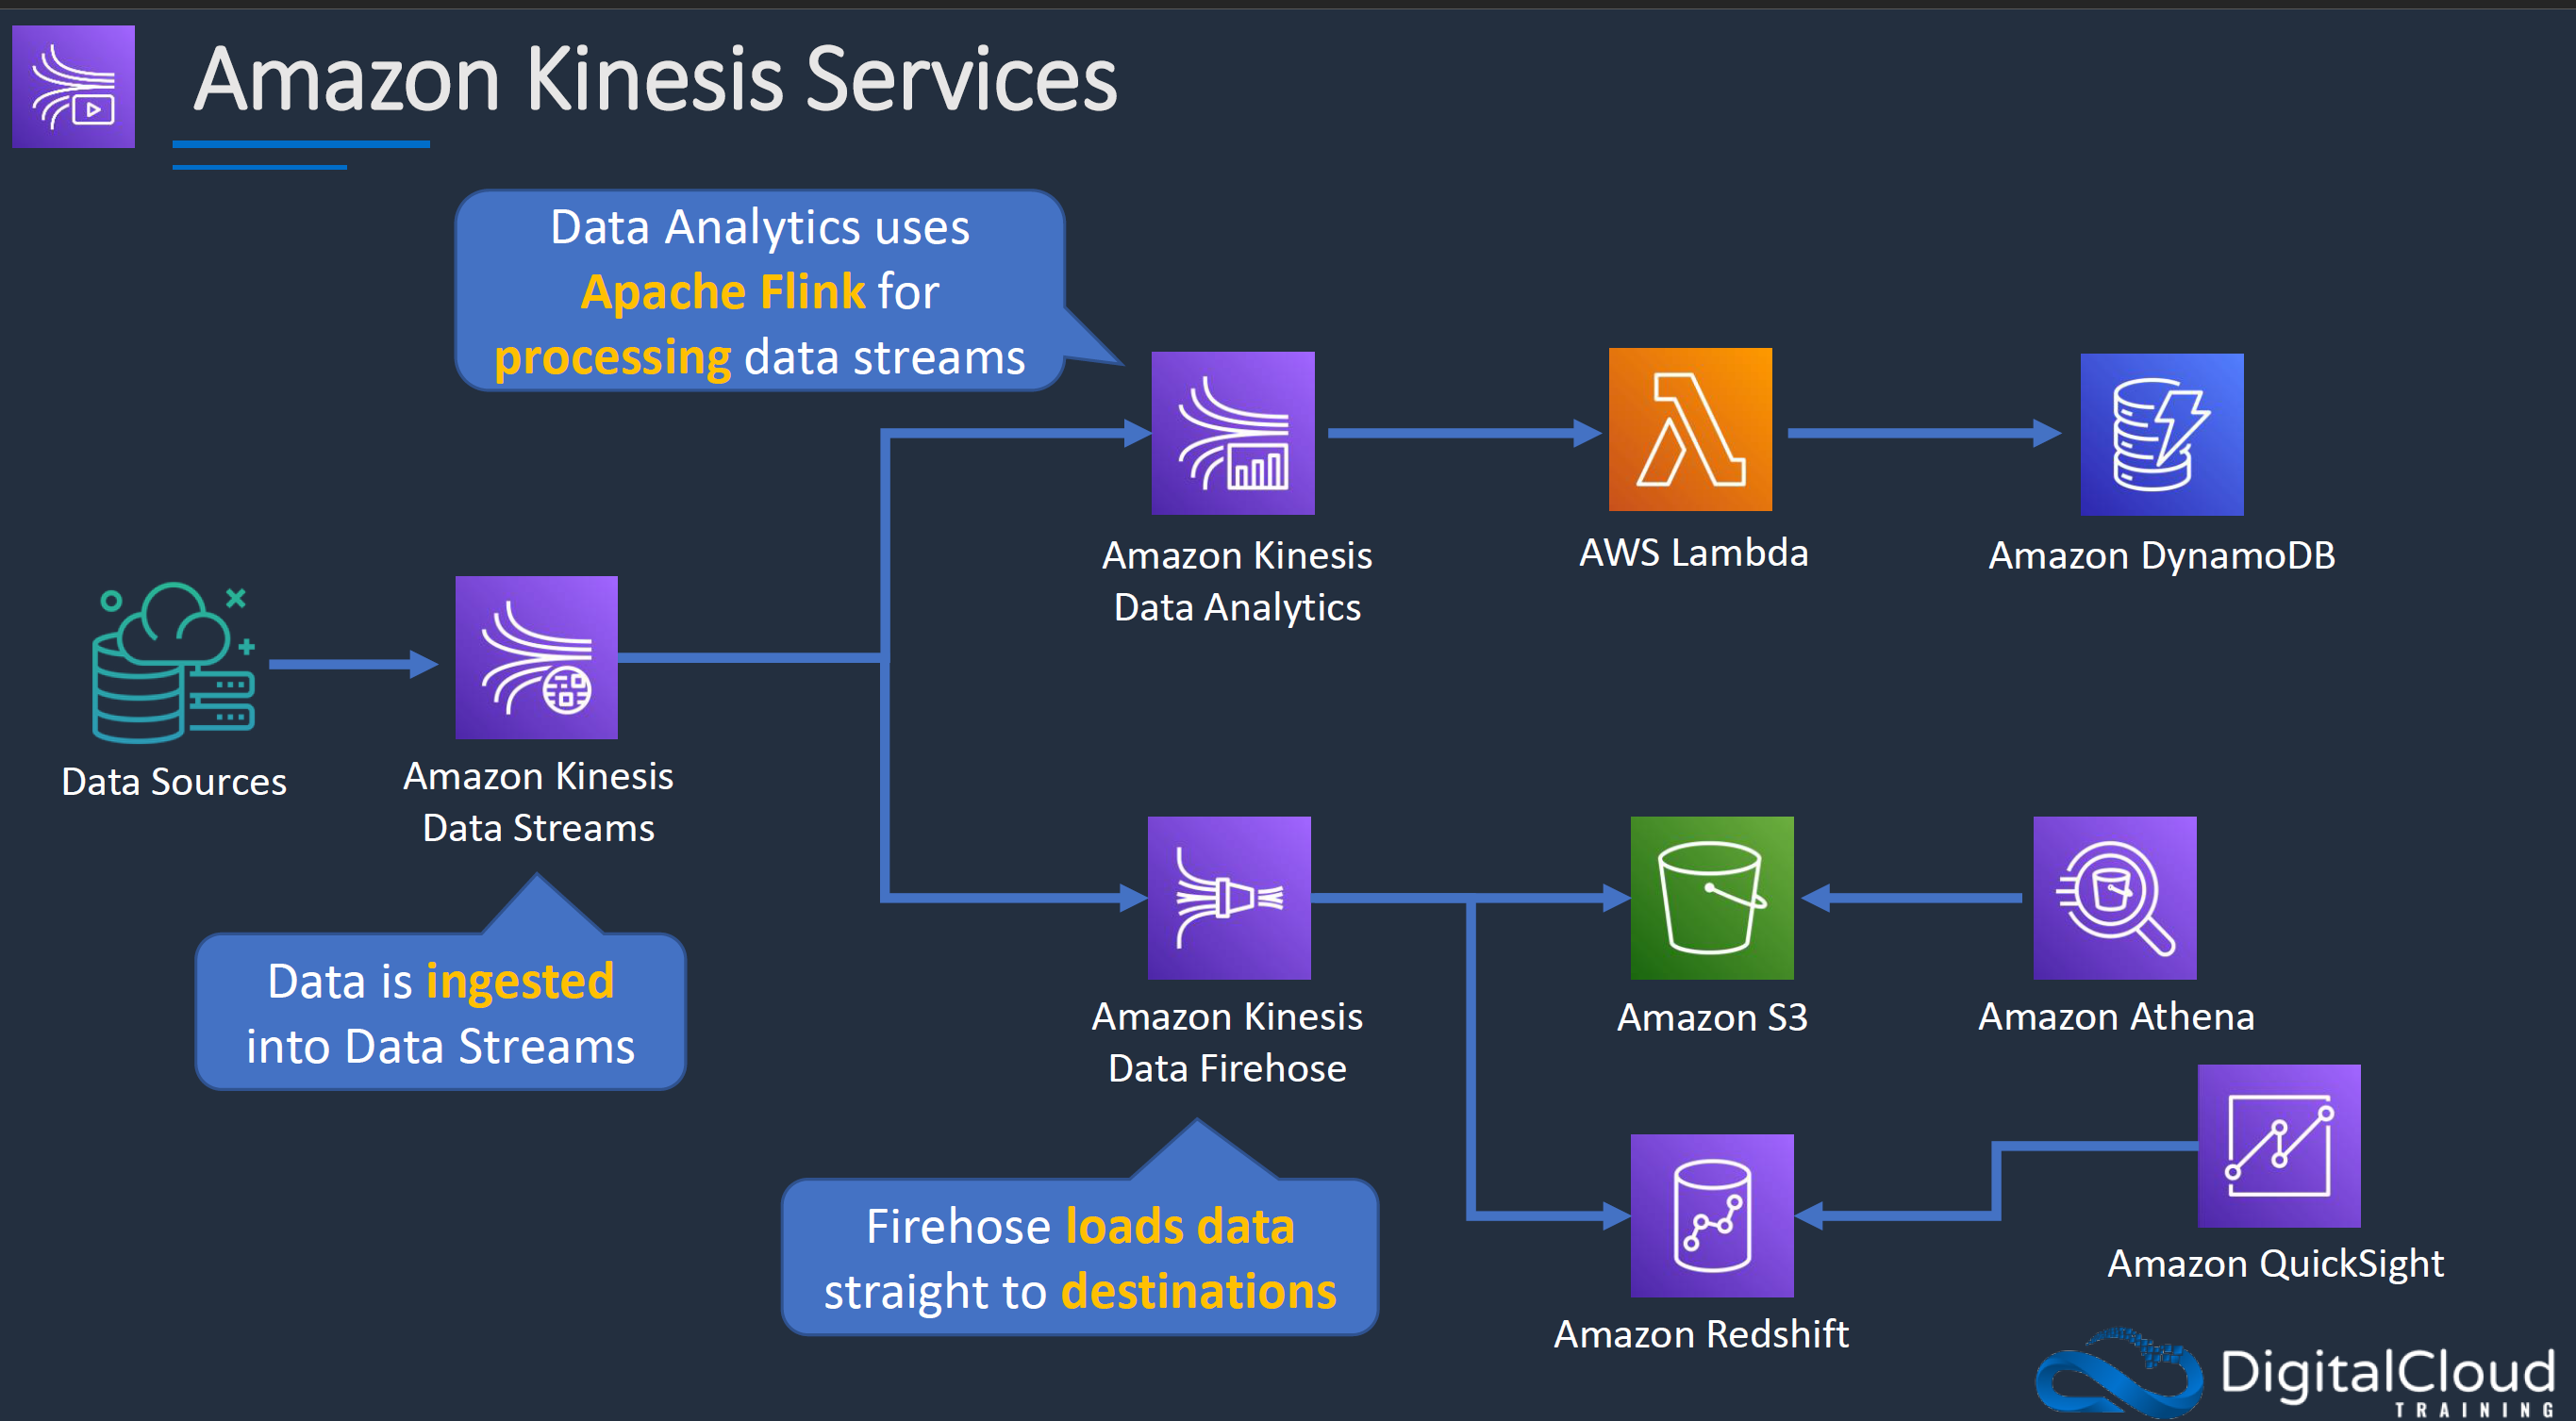 Amazon Kinesis Services
Data Analytics uses
Apache Flink for
processing data streams
Amazon Kinesis
Data Analytics
AWS Lambda
Amazon DynamoDB
Data Sources
Amazon Kinesis
Data Streams
Data is ingested
into Data Streams
Amazon Kinesis
Data Firehose
Amazon S3
Amazon Athena
Firehose loads data
straight to destinations
Amazon Redshift
Amazon QuickSight
DigitalCloud
TRAINING